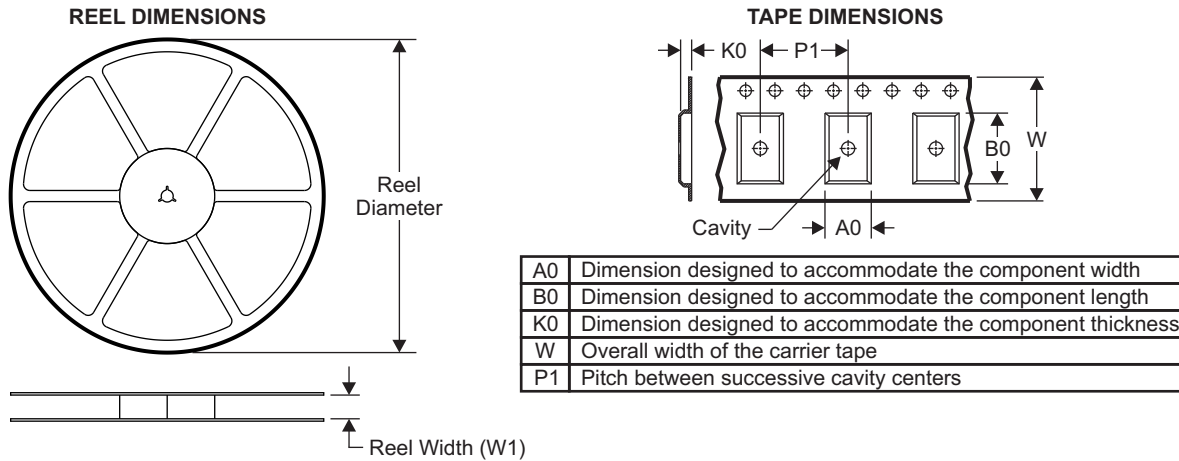 REEL DIMENSIONS
Reel
Diameter
Reel Width (W1)
TAPE DIMENSIONS
K0
P1
B0
W
Cavity
A0
A0 Dimension designed to accommodate the component width
B0 Dimension designed to accommodate the component length
K0 Dimension designed to accommodate the component thickness
W Overall width of the carrier tape
P1 Pitch between successive cavity centers